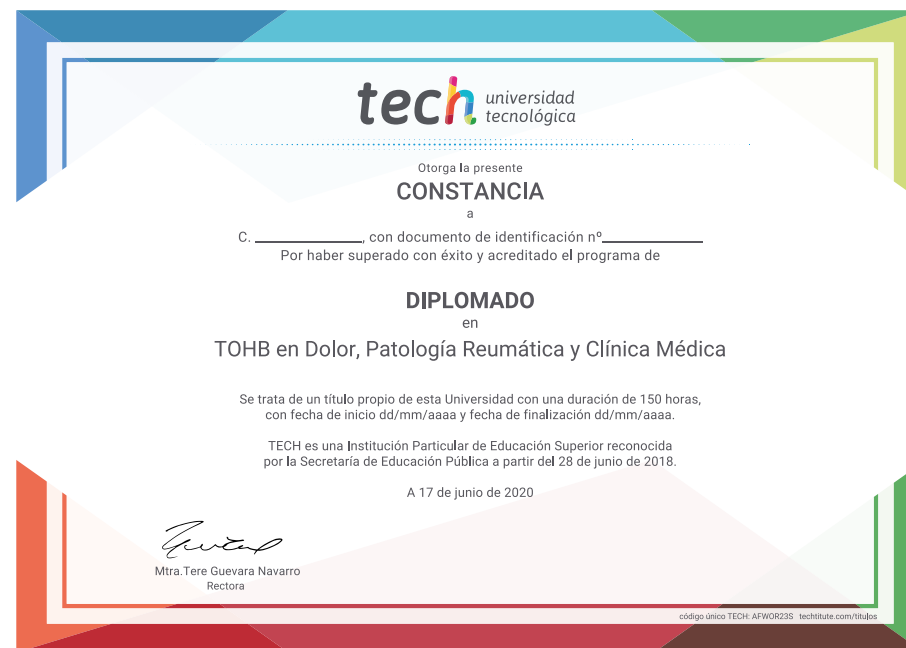 tech universidad
tecnológica
Otorga la presente
CONSTANCIA
a
C. ____________, con documento de identificación nº____________
Por haber superado con éxito y acreditado el programa de
DIPLOMADO
en
TOHB en Dolor, Patología Reumática y Clínica Médica
Se trata de un título propio de esta Universidad con una duración de 150 horas,
con fecha de inicio dd/mm/aaaa y fecha de finalización dd/mm/aaaa.
TECH es una Institución Particular de Educación Superior reconocida
por la Secretaría de Educación Pública a partir del 28 de junio de 2018.
A 17 de junio de 2020
Mtra.Tere Guevara Navarro
Rectora
código único TECH: AFWOR23S techtitute.com/titulos